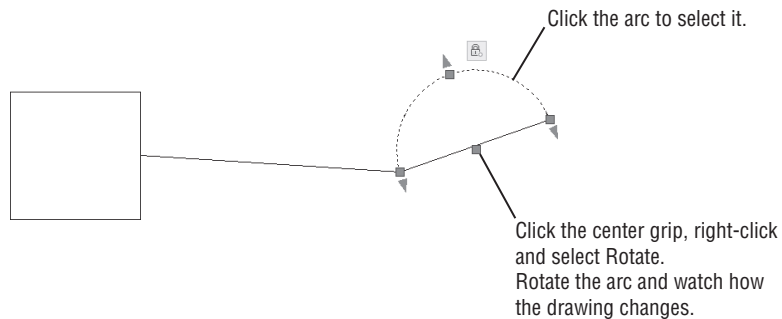 Click the arc to select it.
Click the center grip, right-click
and select Rotate.
Rotate the arc and watch how
the drawing changes.